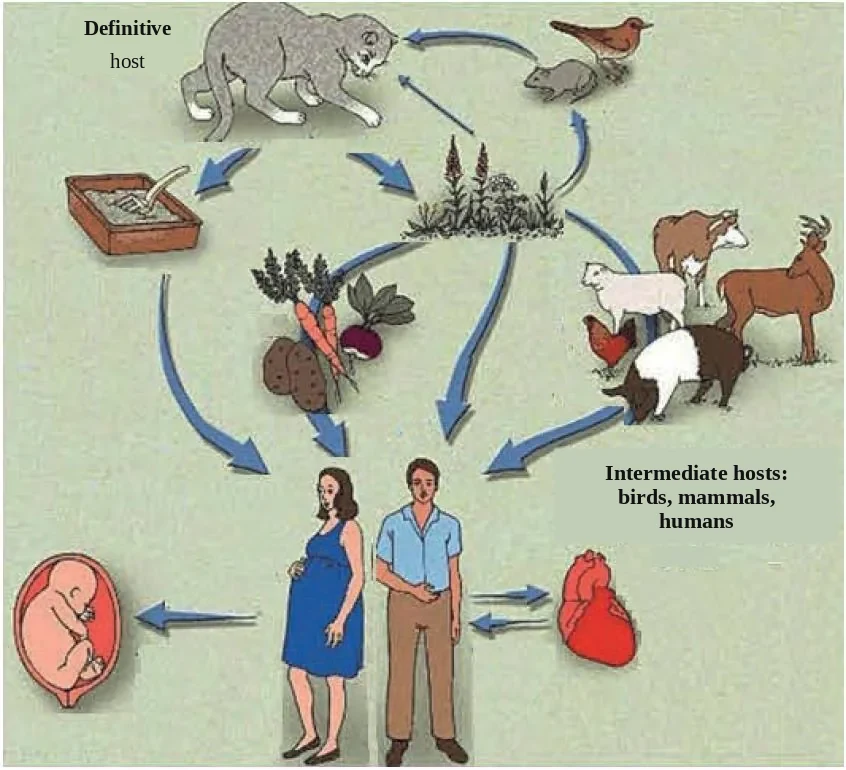 Definitive
host
Intermediate hosts:
birds, mammals,
humans